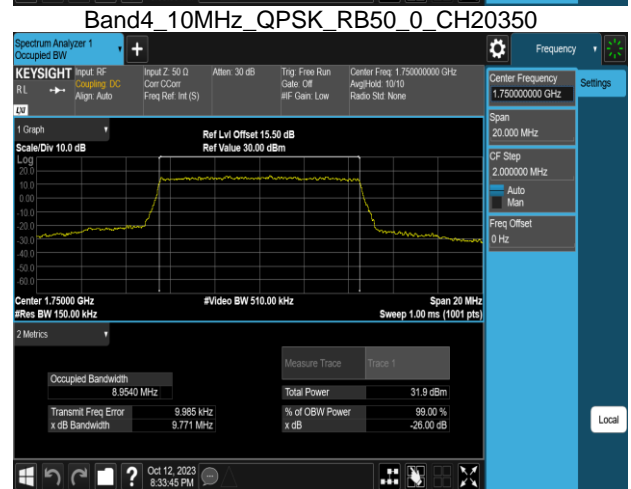 Band4_10MHz_QPSK_RB50_0_CH20350
Spectrum Analyzer 1
Occupied BW
Frequency
KEYSIGHT Input: RF
RL Coupling: DC
Align: Auto
Input Z: 50 Ω
Corr CCorr
Freq Ref: Int (S)
Atten: 30 dB
Trig: Free Run
Gate: Off
#IF Gain: Low
Center Freq: 1.750000000 GHz
Avg|Hold: 10/10
Radio Std: None
LXI
Center Frequency
1.750000000 GHz
Settings
Span
20.000 MHz
CF Step
2.000000 MHz
Auto
Man
Freq Offset
0 Hz
1 Graph
Scale/Div 10.0 dB
Ref Lvl Offset 15.50 dB
Ref Value 30.00 dBm
Log
20.0
10.0
0.00
-10.0
-20.0
-30.0
-40.0
-50.0
-60.0
Center 1.75000 GHz
#Res BW 150.00 kHz
#Video BW 510.00 kHz
Span 20 MHz
Sweep 1.00 ms (1001 pts)
2 Metrics
Measure Trace
Trace 1
Occupied Bandwidth
8.9540 MHz
Total Power 31.9 dBm
Transmit Freq Error 9.985 kHz
% of OBW Power 99.00 %
x dB Bandwidth 9.771 MHz
x dB -26.00 dB
Local
Oct 12, 2023
8:33:45 PM